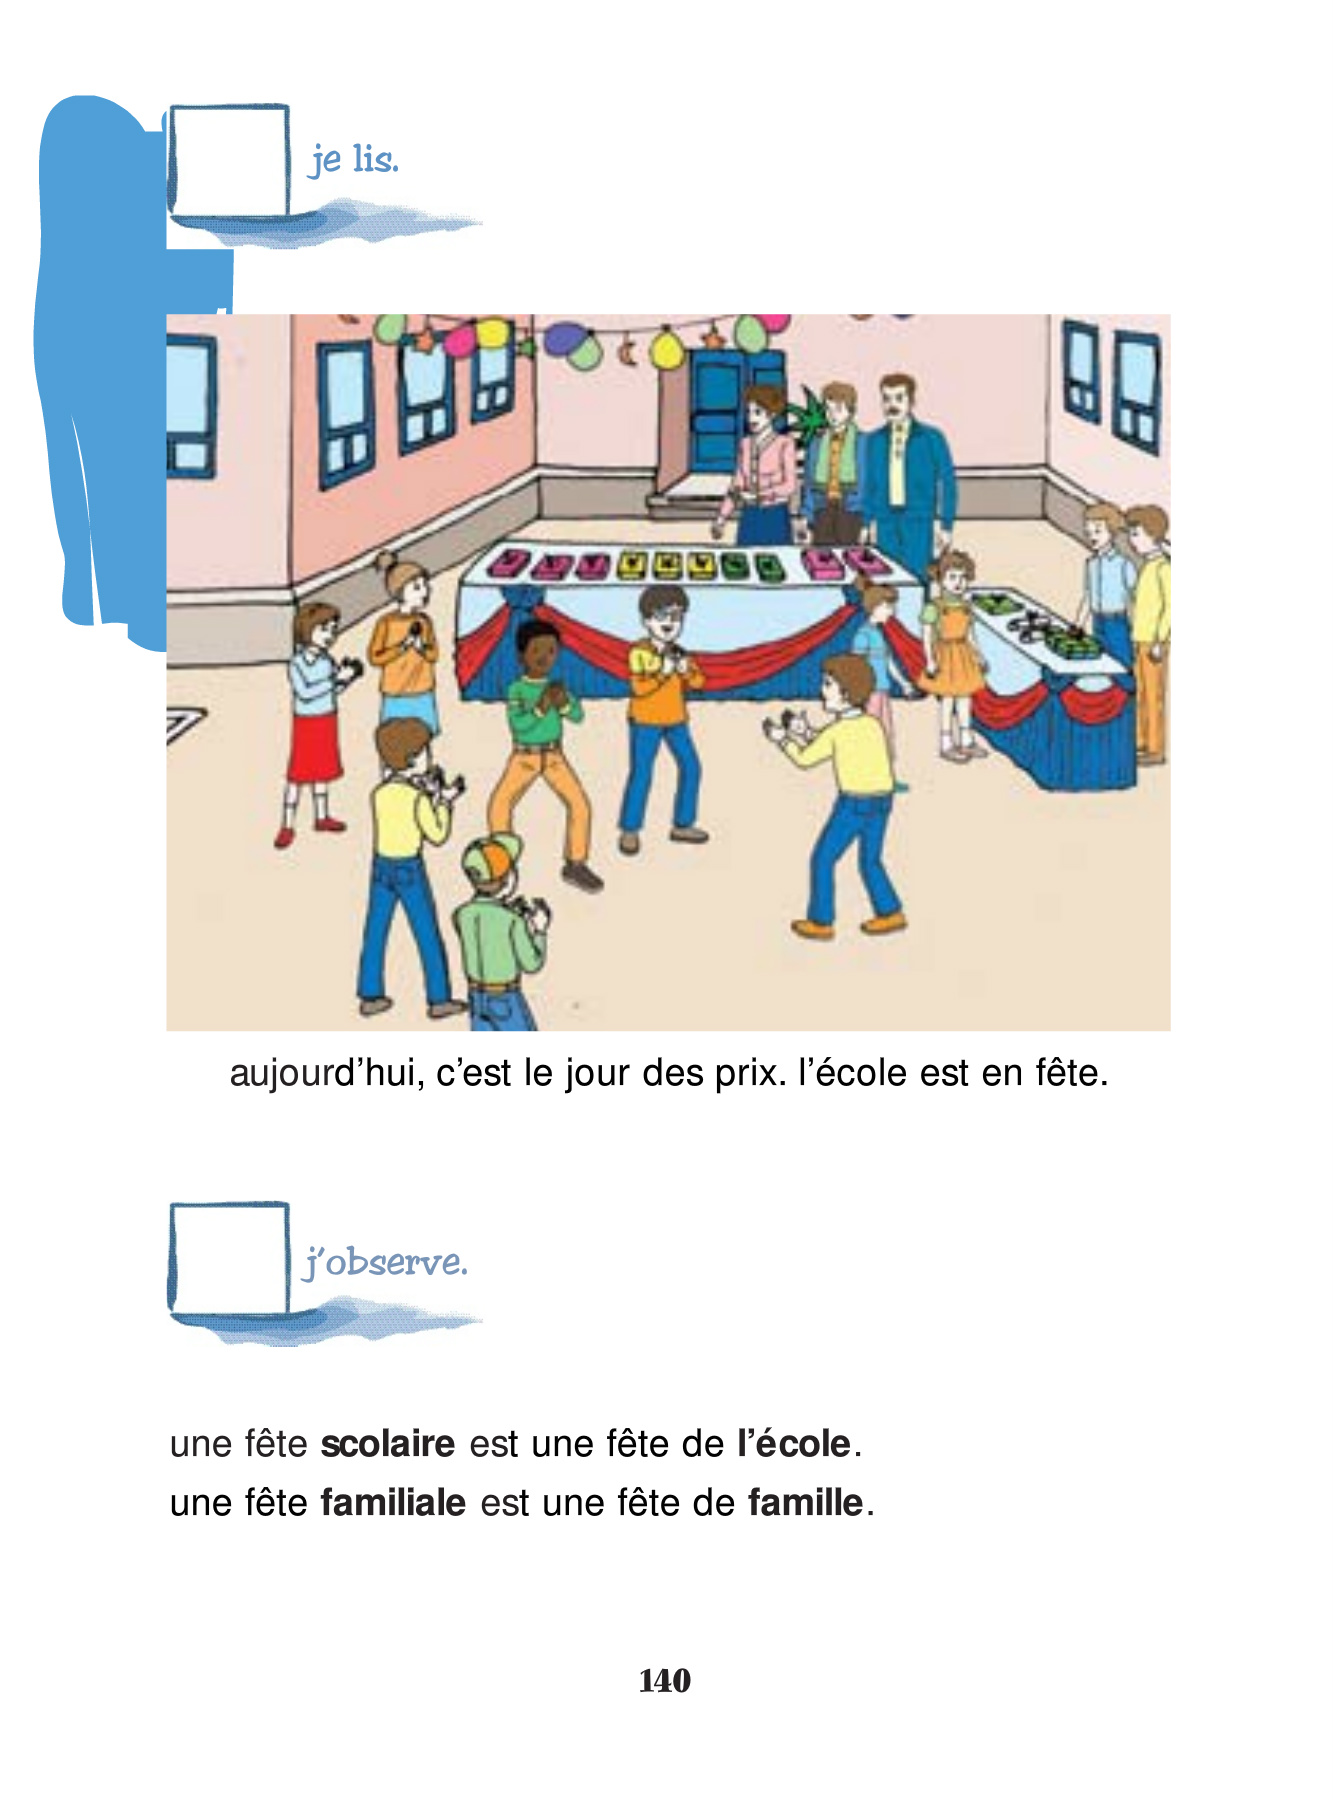 je lis.
aujourd’hui, c’est le jour des prix. l’école est en fête.
j’observe.
une fête scolaire est une fête de l’école.
une fête familiale est une fête de famille.
140